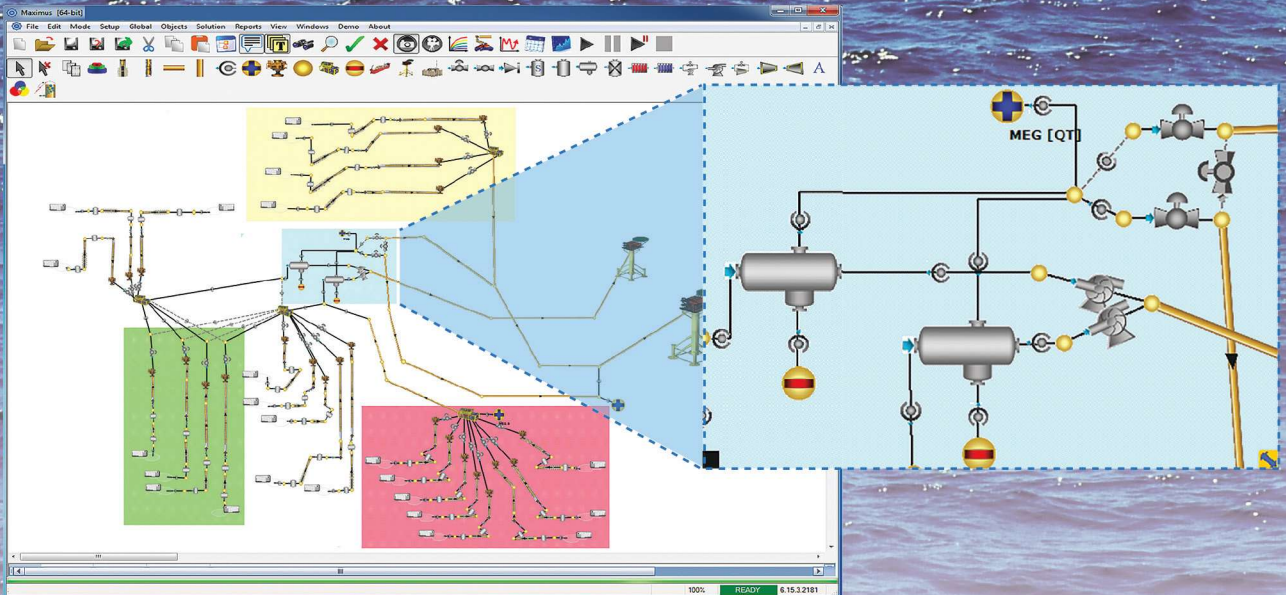 Maximus [64-bit]
File Edit Mode Setup Global Objects Solution Reports View Windows Demo About
MEG [QT]
100% READY 6.15.3.2181